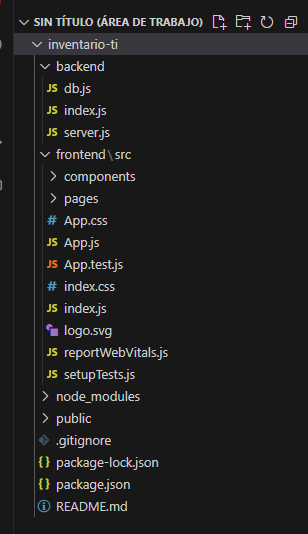 SIN TÍTULO (ÁREA DE TRABAJO)
inventario-ti
backend
JS db.js
JS index.js
JS server.js
frontend\src
components
pages
# App.css
JS App.js
JS App.test.js
# index.css
JS index.js
logo.svg
JS reportWebVitals.js
JS setupTests.js
node_modules
public
.gitignore
{} package-lock.json
{} package.json
README.md